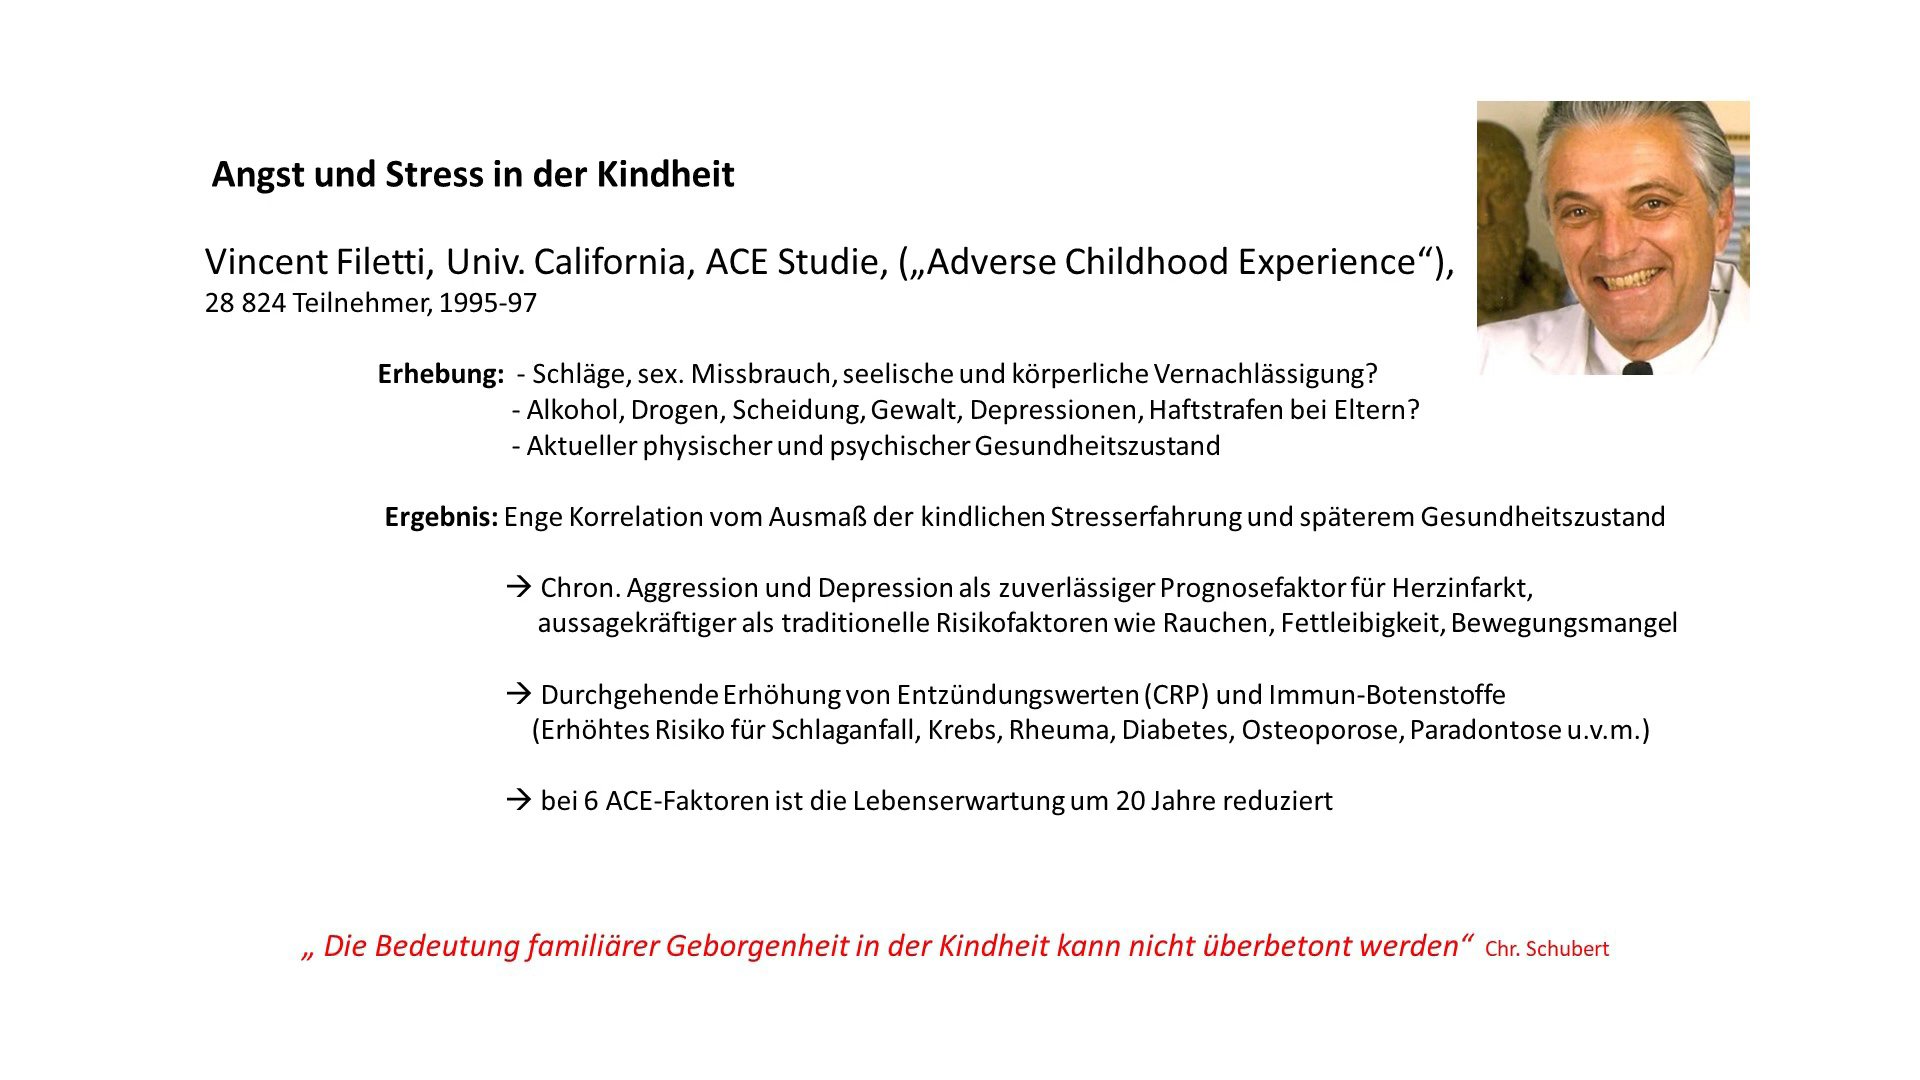 Angst und Stress in der Kindheit
Vincent Filetti, Univ. California, ACE Studie, („Adverse Childhood Experience“),
28 824 Teilnehmer, 1995-97
Erhebung: - Schläge, sex. Missbrauch, seelische und körperliche Vernachlässigung?
- Alkohol, Drogen, Scheidung, Gewalt, Depressionen, Haftstrafen bei Eltern?
- Aktueller physischer und psychischer Gesundheitszustand
Ergebnis: Enge Korrelation vom Ausmaß der kindlichen Stresserfahrung und späterem Gesundheitszustand
→ Chron. Aggression und Depression als zuverlässiger Prognosefaktor für Herzinfarkt,
aussagekräftiger als traditionelle Risikofaktoren wie Rauchen, Fettleibigkeit, Bewegungsmangel
→ Durchgehende Erhöhung von Entzündungswerten (CRP) und Immun-Botenstoffe
(Erhöhtes Risiko für Schlaganfall, Krebs, Rheuma, Diabetes, Osteoporose, Paradontose u.v.m.)
→ bei 6 ACE-Faktoren ist die Lebenserwartung um 20 Jahre reduziert
„ Die Bedeutung familiärer Geborgenheit in der Kindheit kann nicht überbetont werden“ Chr. Schubert